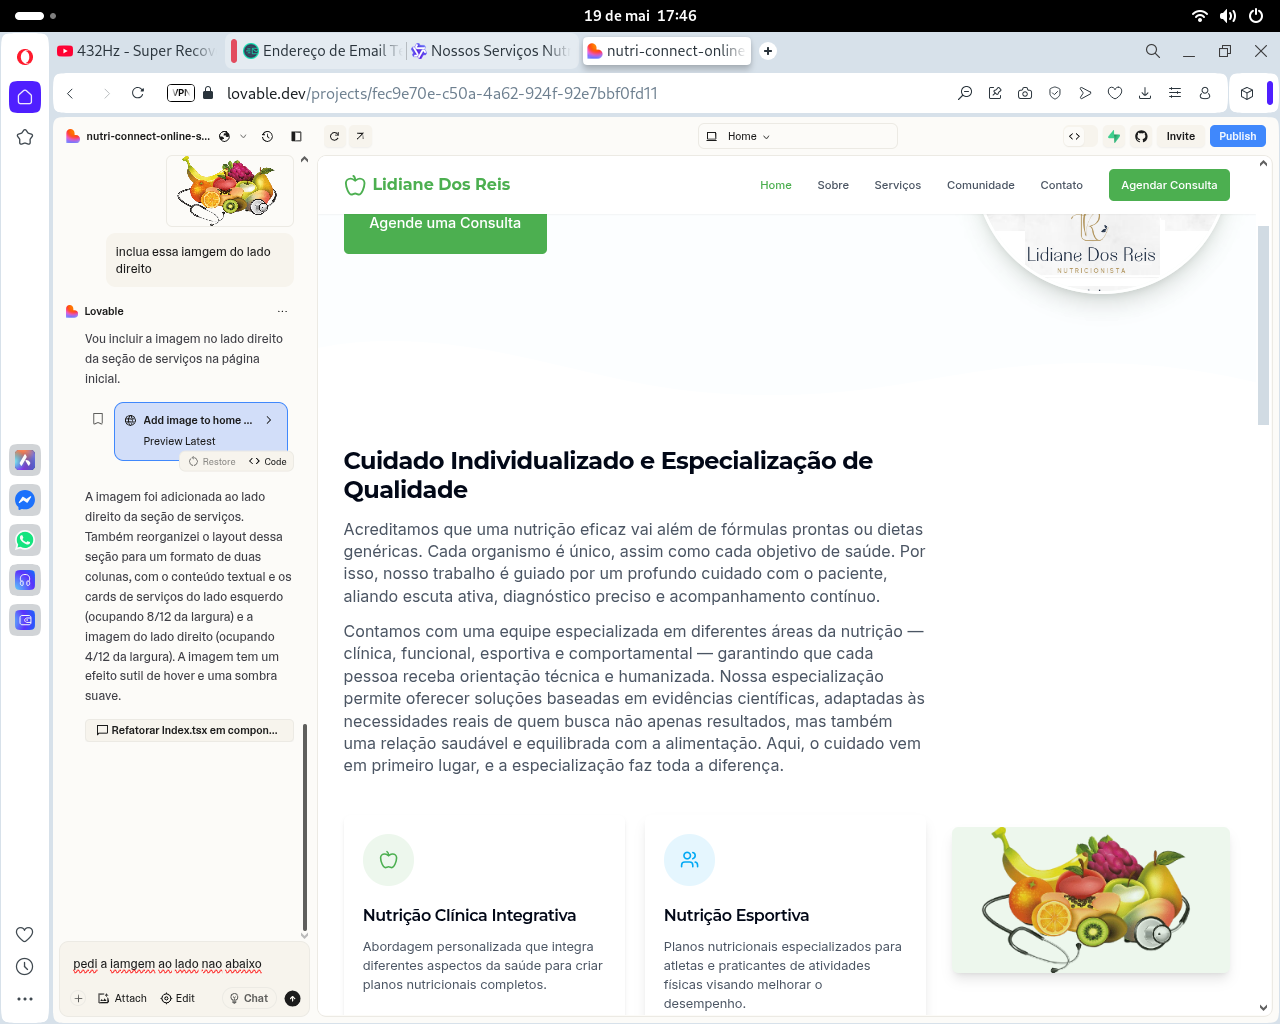 19 de mai 17:46
432Hz - Super Recov
Endereço de Email T
Nossos Serviços Nut
nutri-connect-online-
VPN
lovable.dev/projects/fec9e70e-c50a-4a62-924f-92e7bbf0fd11
nutri-connect-online-s...
Home
Invite
Publish
inclua essa iamgem do lado
direito
Lovable
Vou incluir a imagem no lado direito
da seção de serviços na página
inicial.
Add image to home ...
Preview Latest
Restore
Code
A imagem foi adicionada ao lado
direito da seção de serviços.
Também reorganizei o layout dessa
seção para um formato de duas
colunas, com o conteúdo textual e os
cards de serviços do lado esquerdo
(ocupando 8/12 da largura) e a
imagem do lado direito (ocupando
4/12 da largura). A imagem tem um
efeito sutil de hover e uma sombra
suave.
Refatorar Index.tsx em compon...
pedi a iamgem ao lado nao abaixo
Attach
Edit
Chat
Lidiane Dos Reis
Home
Sobre
Serviços
Comunidade
Contato
Agendar Consulta
Agende uma Consulta
Lidiane Dos Reis
NUTRICIONISTA
Cuidado Individualizado e Especialização de
Qualidade
Acreditamos que uma nutrição eficaz vai além de fórmulas prontas ou dietas
genéricas. Cada organismo é único, assim como cada objetivo de saúde. Por
isso, nosso trabalho é guiado por um profundo cuidado com o paciente,
aliando escuta ativa, diagnóstico preciso e acompanhamento contínuo.
Contamos com uma equipe especializada em diferentes áreas da nutrição —
clínica, funcional, esportiva e comportamental — garantindo que cada
pessoa receba orientação técnica e humanizada. Nossa especialização
permite oferecer soluções baseadas em evidências científicas, adaptadas às
necessidades reais de quem busca não apenas resultados, mas também
uma relação saudável e equilibrada com a alimentação. Aqui, o cuidado vem
em primeiro lugar, e a especialização faz toda a diferença.
Nutrição Clínica Integrativa
Abordagem personalizada que integra
diferentes aspectos da saúde para criar
planos nutricionais completos.
Nutrição Esportiva
Planos nutricionais especializados para
atletas e praticantes de atividades
físicas visando melhorar o
desempenho.